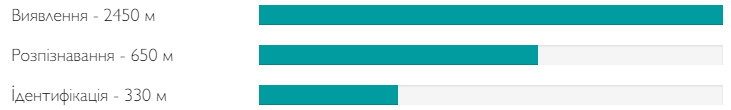 Виявлення - 2450 м
Розпізнавання - 650 м
Ідентифікація - 330 м